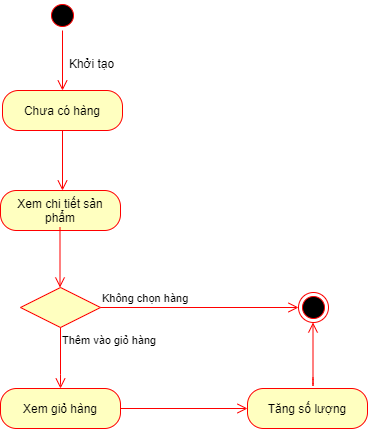 Khởi tạo
Chưa có hàng
Xem chi tiết sản
phẩm
Không chọn hàng
Thêm vào giỏ hàng
Xem giỏ hàng
Tăng số lượng